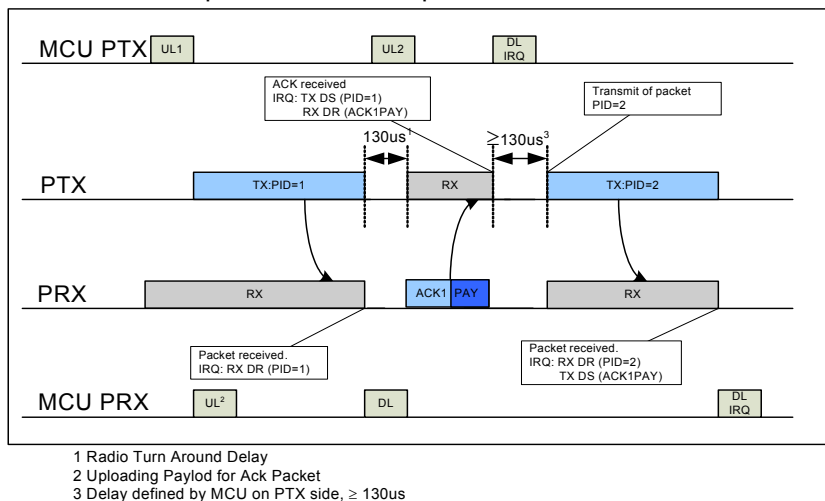 MCU PTX
UL1
UL2
DL
IRQ
ACK received
IRQ: TX DS (PID=1)
RX DR (ACK1PAY)
Transmit of packet
PID=2
130us1
≥130us3
PTX
TX:PID=1
RX
TX:PID=2
PRX
RX
ACK1 PAY
RX
Packet received.
IRQ: RX DR (PID=1)
Packet received.
IRQ: RX DR (PID=2)
TX DS (ACK1PAY)
MCU PRX
UL2
DL
DL
IRQ
1 Radio Turn Around Delay
2 Uploading Paylod for Ack Packet
3 Delay defined by MCU on PTX side, ≥ 130us